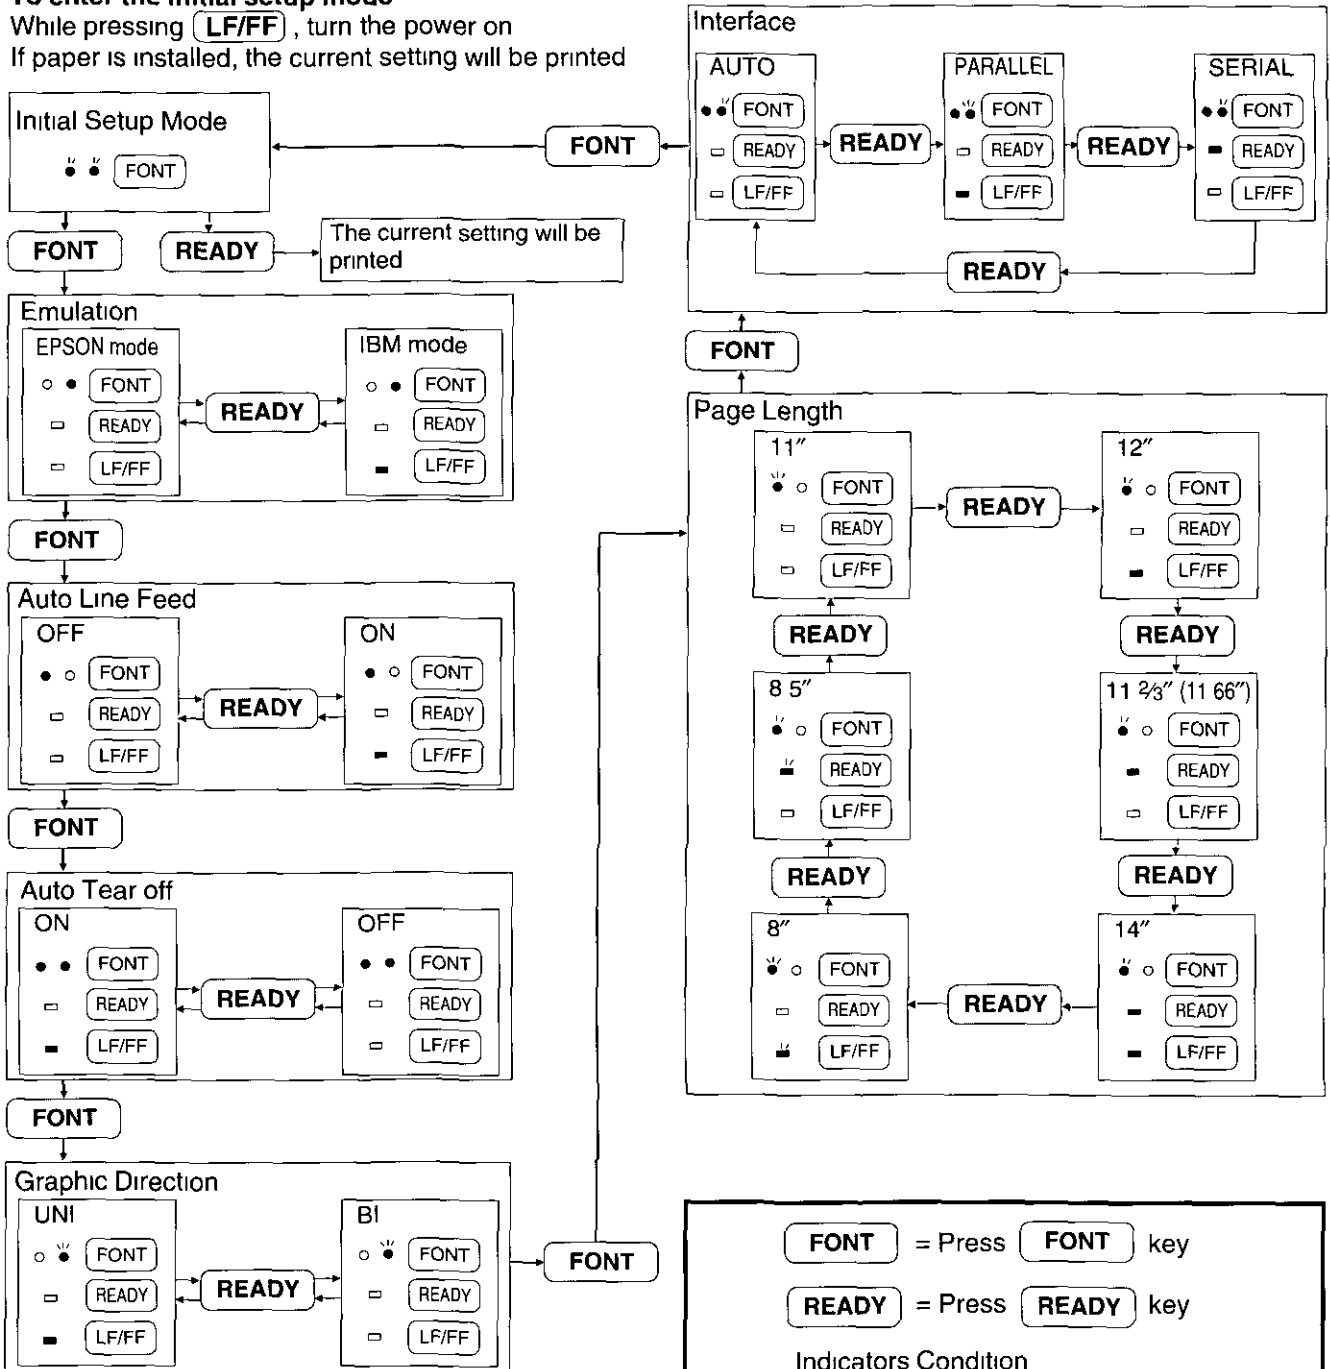 To enter the initial setup mode
While pressing LF/FF , turn the power on
If paper is installed, the current setting will be printed
Initial Setup Mode
FONT
FONT
READY
The current setting will be
printed
Emulation
EPSON mode
FONT
READY
LF/FF
READY
IBM mode
FONT
READY
LF/FF
FONT
Auto Line Feed
OFF
FONT
READY
LF/FF
READY
ON
FONT
READY
LF/FF
FONT
Auto Tear off
ON
FONT
READY
LF/FF
READY
OFF
FONT
READY
LF/FF
FONT
Graphic Direction
UNI
FONT
READY
LF/FF
READY
BI
FONT
READY
LF/FF
FONT
Page Length
11″
FONT
READY
LF/FF
READY
12″
FONT
READY
LF/FF
READY
11 2/3″ (11 66″)
FONT
READY
LF/FF
READY
14″
FONT
READY
LF/FF
READY
8″
FONT
READY
LF/FF
READY
8 5″
FONT
READY
LF/FF
READY
FONT
Interface
AUTO
FONT
READY
LF/FF
READY
PARALLEL
FONT
READY
LF/FF
READY
SERIAL
FONT
READY
LF/FF
READY
FONT
FONT = Press FONT key
READY = Press READY key
Indicators Condition